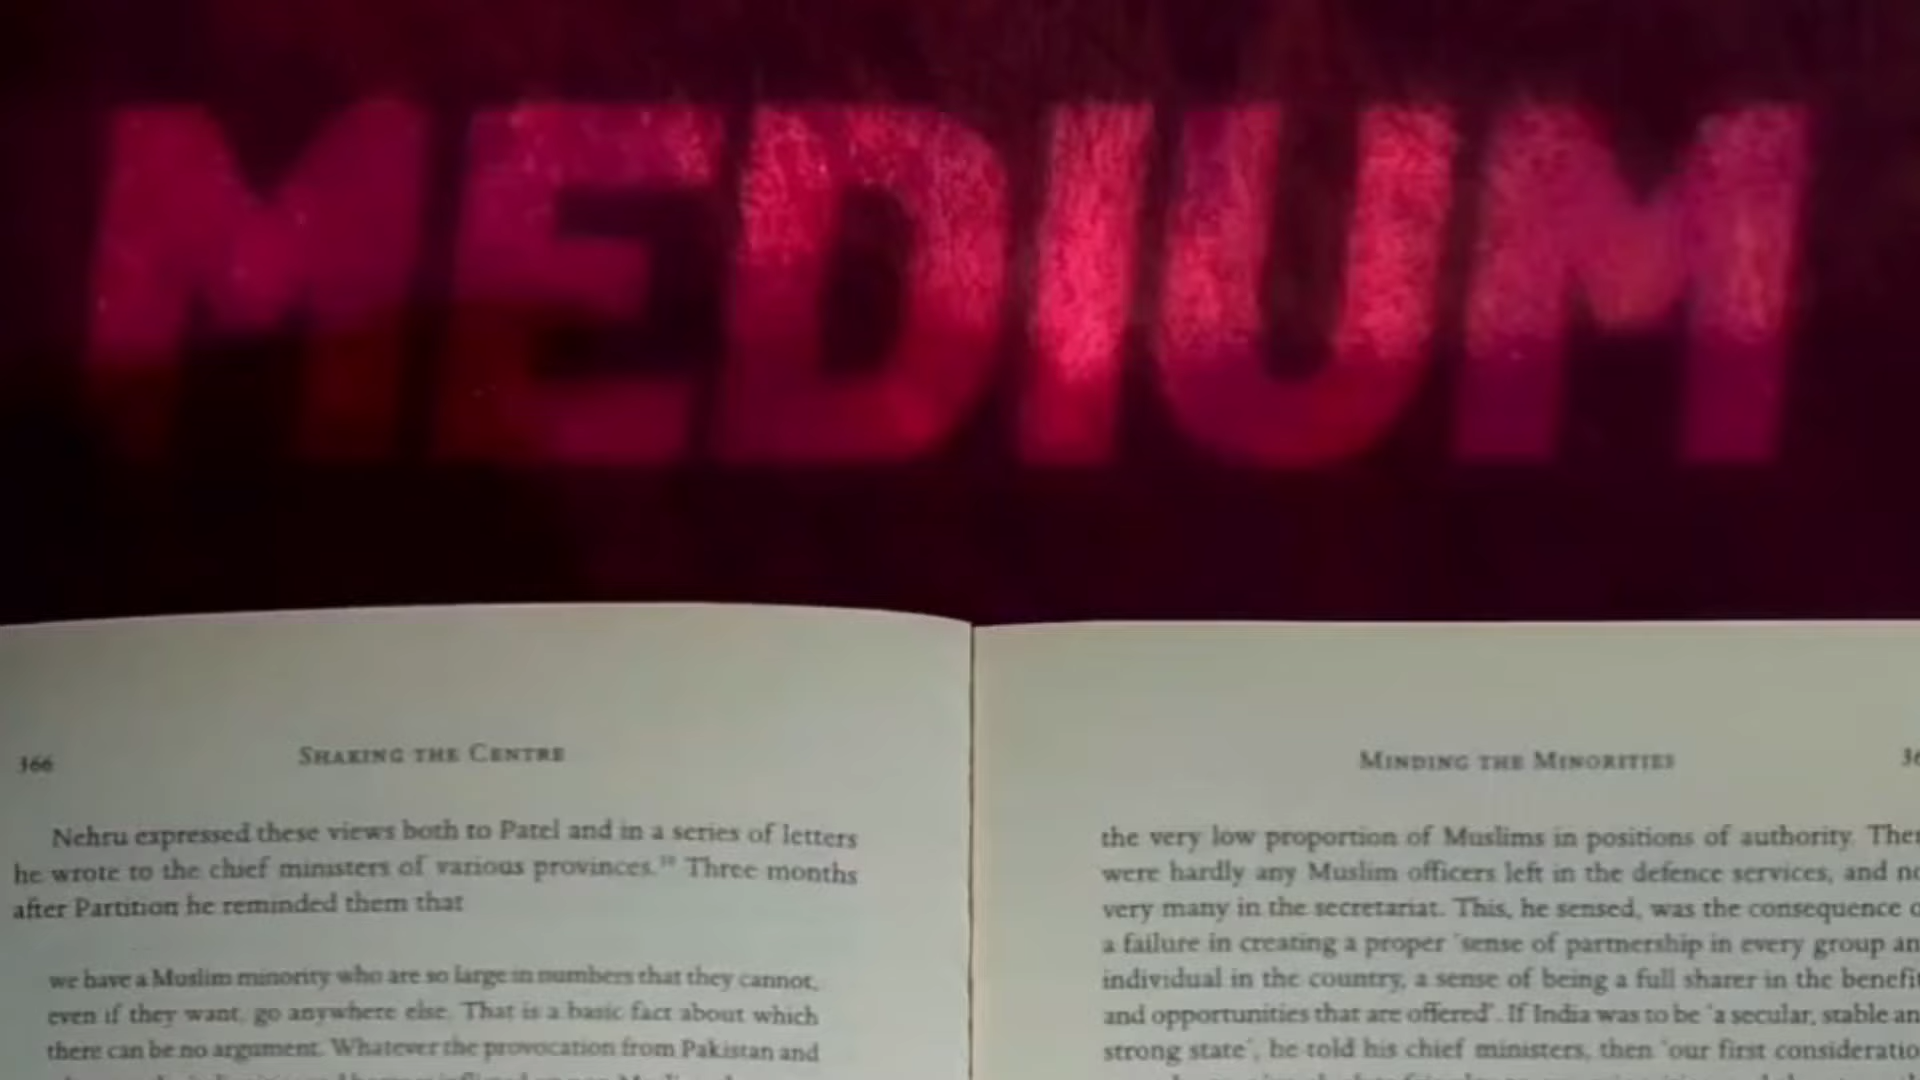 MEDIUM
366
SHAKING THE CENTRE
Nehru expressed these views both to Patel and in a series of letters
he wrote to the chief ministers of various provinces. Three months
after Partition he reminded them that
we have a Muslim minority who are so large in numbers that they cannot,
even if they want, go anywhere else. That is a basic fact about which
there can be no argument. Whatever the provocation from Pakistan and
MINDING THE MINORITIES
36
the very low proportion of Muslims in positions of authority. Ther
were hardly any Muslim officers left in the defence services, and no
very many in the secretariat. This, he sensed, was the consequence o
a failure in creating a proper 'sense of partnership in every group an
individual in the country, a sense of being a full sharer in the benefit
and opportunities that are offered'. If India was to be 'a secular, stable an
strong state', he told his chief ministers, then 'our first consideratio